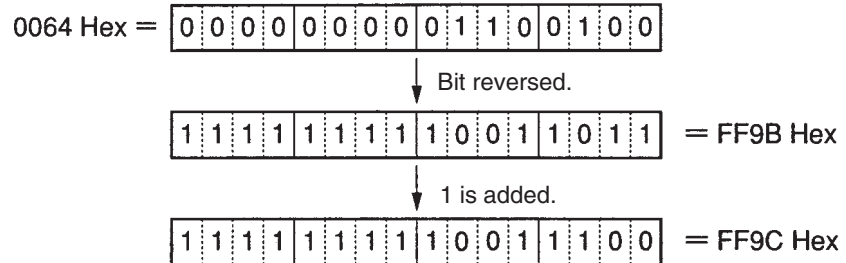 0064 Hex = 0 0 0 0 0 0 0 0 0 1 1 0 0 1 0 0
Bit reversed.
1 1 1 1 1 1 1 1 1 0 0 1 1 0 1 1 = FF9B Hex
1 is added.
1 1 1 1 1 1 1 1 1 0 0 1 1 1 0 0 = FF9C Hex